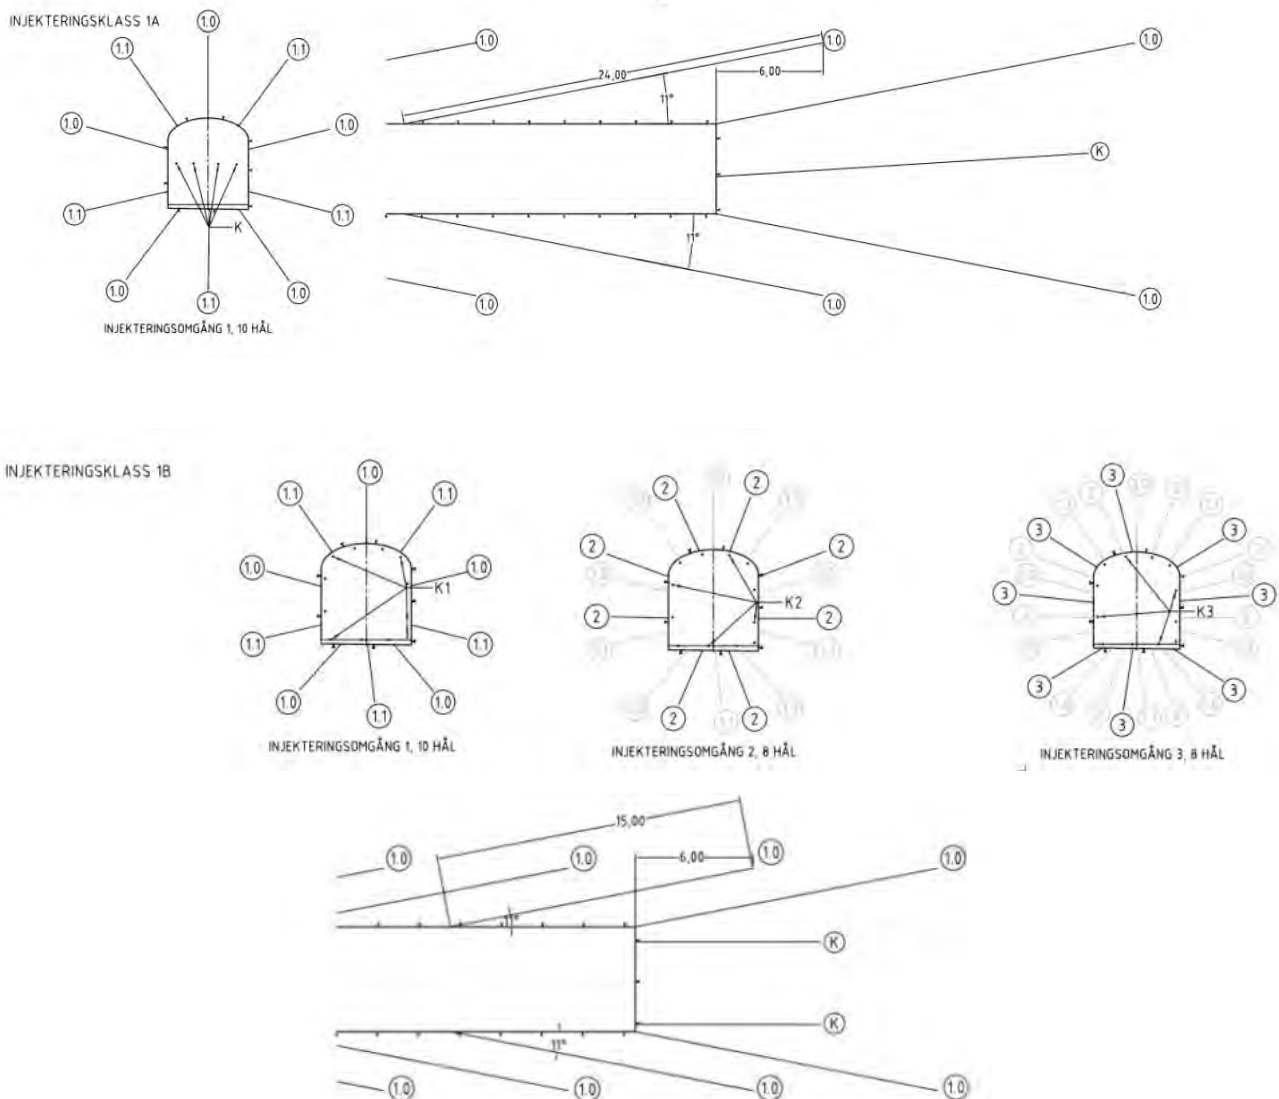 INJEKTERINGSKLASS 1A
1.0
1.1 1.1
1.0 1.0
1.1 1.1
K
1.0 1.0
1.1
INJEKTERINGSOMGÅNG 1, 10 HÅL
1.0 1.0 1.0
24,00 6,00
11°
K
11°
1.0 1.0 1.0
INJEKTERINGSKLASS 1B
1.0
1.1 1.1
1.0 1.0
K1
1.1 1.1
1.0 1.0
1.1
INJEKTERINGSOMGÅNG 1, 10 HÅL
2 2
2 2
K2
2 2
2 2
INJEKTERINGSOMGÅNG 2, 8 HÅL
3
3 3
3 3
K3
3 3
3
INJEKTERINGSOMGÅNG 3, 8 HÅL
15,00
6,00
1.0 1.0 1.0 1.0
11°
K
K
11°
1.0 1.0 1.0 1.0